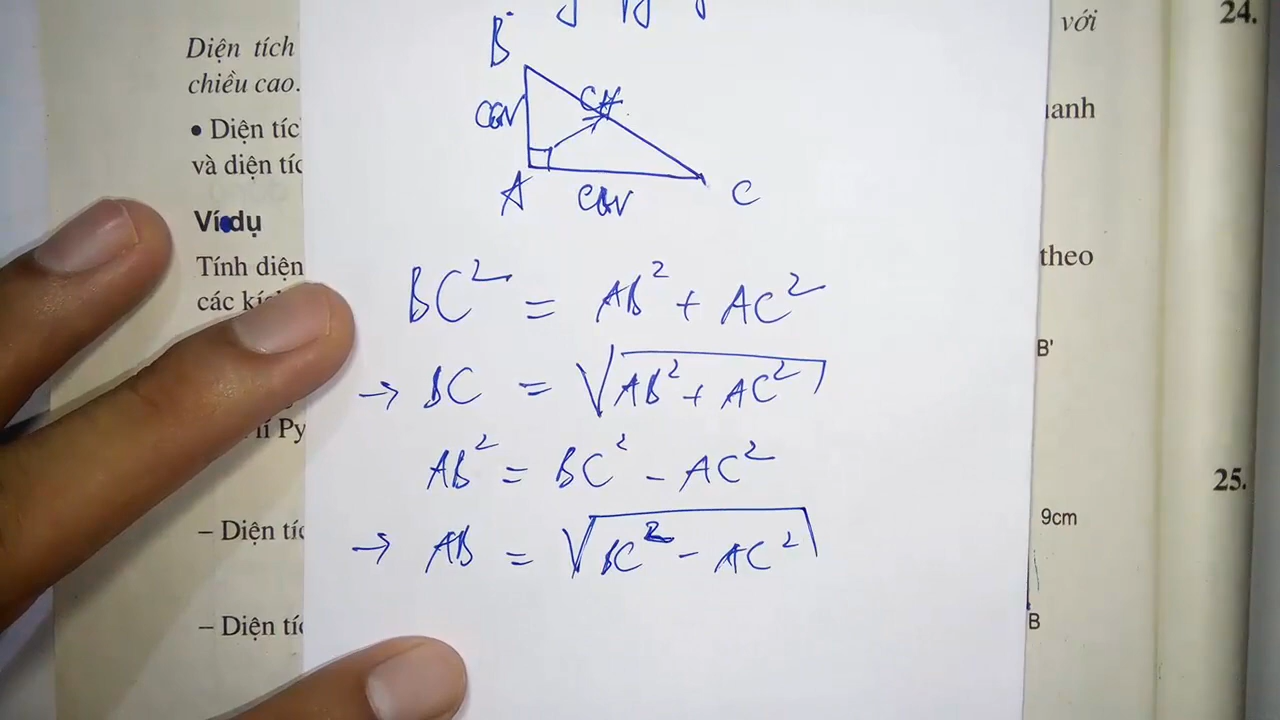 Diện tích
chiều cao.
• Diện tíc
và diện tíc
Ví dụ
Tính diện
các kí
lí Py
– Diện tíc
– Diện tíc
B
CGV
CH
A
CGV
C
BC² = AB² + AC²
→ BC = √AB² + AC²
AB² = BC² - AC²
→ AB = √BC² - AC²
24.
với
anh
theo
B'
25.
9cm
B